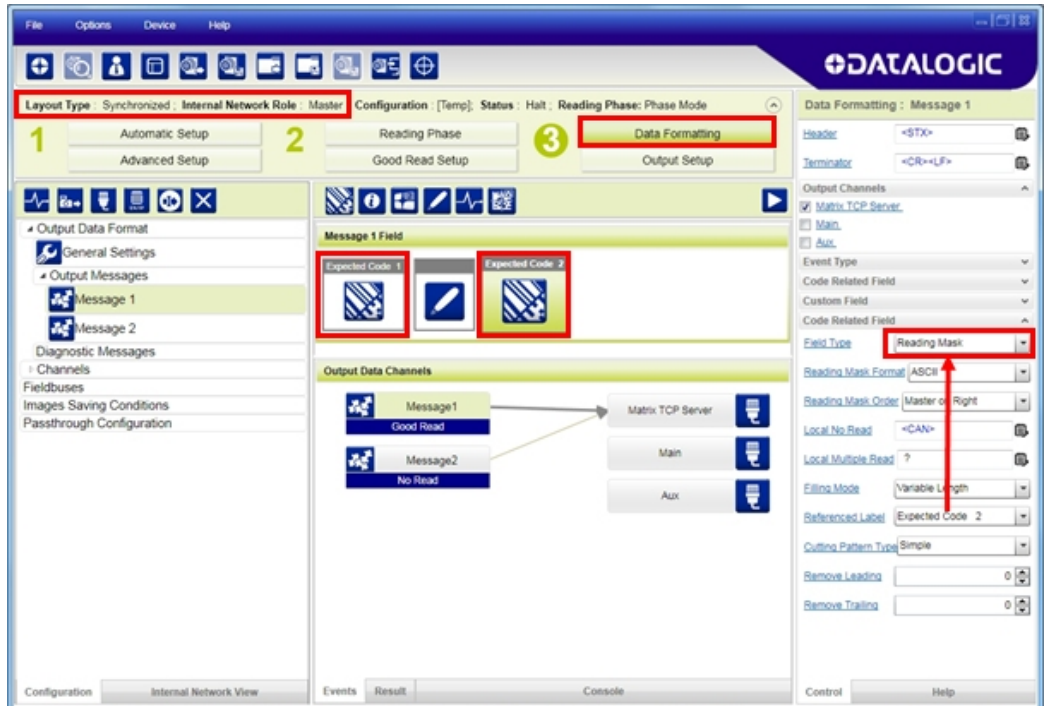 File Options Device Help
DATALOGIC
Layout Type : Synchronized ; Internal Network Role : Master Configuration : [Temp]; Status : Halt ; Reading Phase: Phase Mode
1 Automatic Setup 2 Reading Phase 3 Data Formatting
Advanced Setup Good Read Setup Output Setup
Output Data Format
General Settings
Output Messages
Message 1
Message 2
Diagnostic Messages
Channels
Fieldbuses
Images Saving Conditions
Passthrough Configuration
Configuration Internal Network View
Message 1 Field
Expected Code 1 Expected Code 2
Output Data Channels
Message1 Matrix TCP Server
Good Read
Message2 Main
No Read
Aux
Events Result Console
Data Formatting : Message 1
Header <STX>
Terminator <CR><LF>
Output Channels
Matrix TCP Server
Main
Aux
Event Type
Code Related Field
Custom Field
Code Related Field
Field Type Reading Mask
Reading Mask Format ASCII
Reading Mask Order Master on Right
Local No Read <CAN>
Local Multiple Read ?
Filling Mode Variable Length
Referenced Label Expected Code 2
Cutting Pattern Type Simple
Remove Leading 0
Remove Trailing 0
Control Help